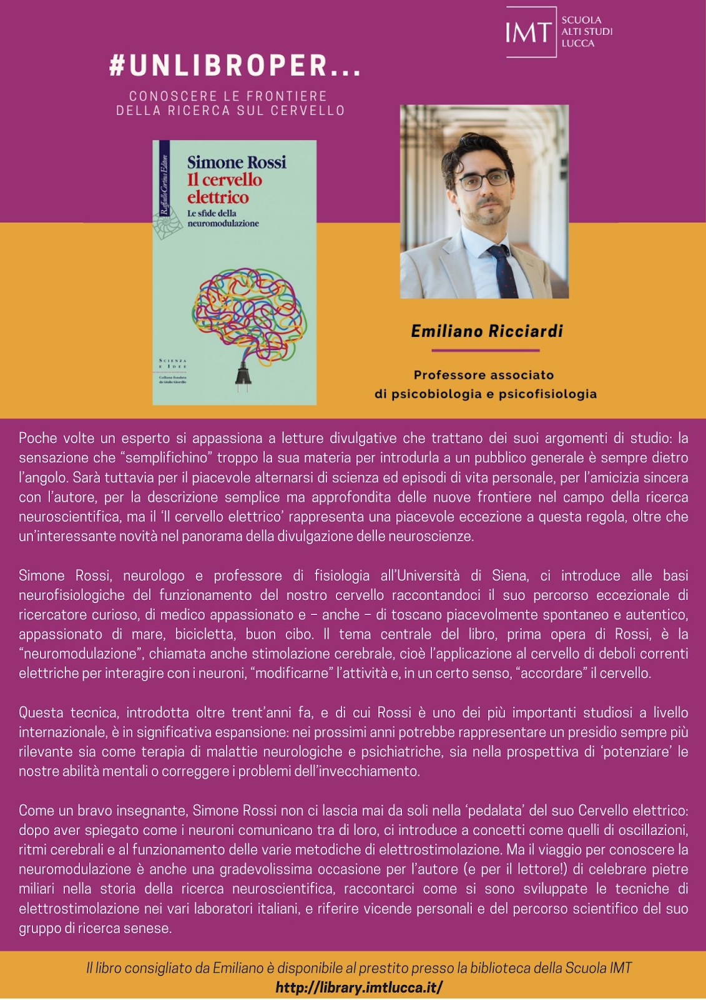 IMT
SCUOLA
ALTI STUDI
LUCCA
#UNLIBROPER...
CONOSCERE LE FRONTIERE
DELLA RICERCA SUL CERVELLO
Raffaello Cortina Editore
Simone Rossi
Il cervello
elettrico
Le sfide della
neuromodulazione
SCIENZA
E IDEE
Collana fondata
da Giulio Giorello
Emiliano Ricciardi
Professore associato
di psicobiologia e psicofisiologia
Poche volte un esperto si appassiona a letture divulgative che trattano dei suoi argomenti di studio: la
sensazione che “semplifichino” troppo la sua materia per introdurla a un pubblico generale è sempre dietro
l’angolo. Sarà tuttavia per il piacevole alternarsi di scienza ed episodi di vita personale, per l’amicizia sincera
con l’autore, per la descrizione semplice ma approfondita delle nuove frontiere nel campo della ricerca
neuroscientifica, ma il ‘Il cervello elettrico’ rappresenta una piacevole eccezione a questa regola, oltre che
un’interessante novità nel panorama della divulgazione delle neuroscienze.
Simone Rossi, neurologo e professore di fisiologia all’Università di Siena, ci introduce alle basi
neurofisiologiche del funzionamento del nostro cervello raccontandoci il suo percorso eccezionale di
ricercatore curioso, di medico appassionato e – anche – di toscano piacevolmente spontaneo e autentico,
appassionato di mare, bicicletta, buon cibo. Il tema centrale del libro, prima opera di Rossi, è la
“neuromodulazione”, chiamata anche stimolazione cerebrale, cioè l’applicazione al cervello di deboli correnti
elettriche per interagire con i neuroni, “modificarne” l’attività e, in un certo senso, “accordare” il cervello.
Questa tecnica, introdotta oltre trent’anni fa, e di cui Rossi è uno dei più importanti studiosi a livello
internazionale, è in significativa espansione: nei prossimi anni potrebbe rappresentare un presidio sempre più
rilevante sia come terapia di malattie neurologiche e psichiatriche, sia nella prospettiva di ‘potenziare’ le
nostre abilità mentali o correggere i problemi dell’invecchiamento.
Come un bravo insegnante, Simone Rossi non ci lascia mai da soli nella ‘pedalata’ del suo Cervello elettrico:
dopo aver spiegato come i neuroni comunicano tra di loro, ci introduce a concetti come quelli di oscillazioni,
ritmi cerebrali e al funzionamento delle varie metodiche di elettrostimolazione. Ma il viaggio per conoscere la
neuromodulazione è anche una gradevolissima occasione per l’autore (e per il lettore!) di celebrare pietre
miliari nella storia della ricerca neuroscientifica, raccontarci come si sono sviluppate le tecniche di
elettrostimolazione nei vari laboratori italiani, e riferire vicende personali e del percorso scientifico del suo
gruppo di ricerca senese.
Il libro consigliato da Emiliano è disponibile al prestito presso la biblioteca della Scuola IMT
http://library.imtlucca.it/